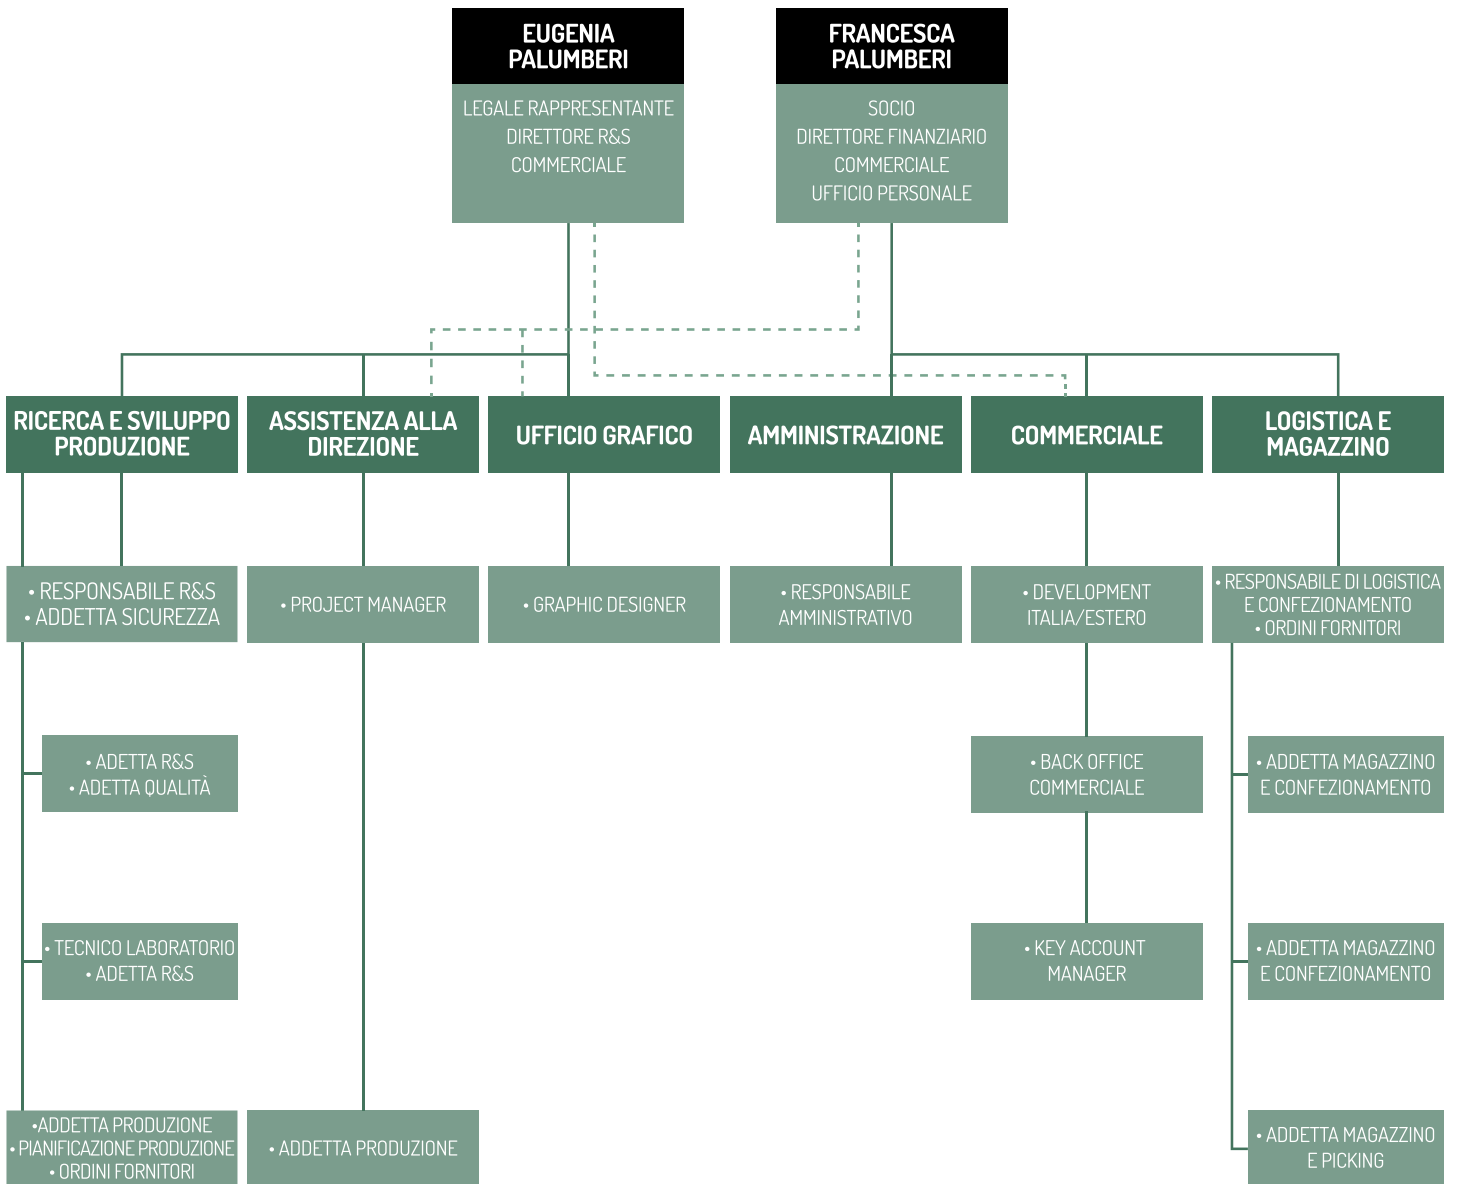 EUGENIA
PALUMBERI
LEGALE RAPPRESENTANTE
DIRETTORE R&S
COMMERCIALE
FRANCESCA
PALUMBERI
SOCIO
DIRETTORE FINANZIARIO
COMMERCIALE
UFFICIO PERSONALE
RICERCA E SVILUPPO
PRODUZIONE
ASSISTENZA ALLA
DIREZIONE
UFFICIO GRAFICO
AMMINISTRAZIONE
COMMERCIALE
LOGISTICA E
MAGAZZINO
• RESPONSABILE R&S
• ADDETTA SICUREZZA
• PROJECT MANAGER
• GRAPHIC DESIGNER
• RESPONSABILE
AMMINISTRATIVO
• DEVELOPMENT
ITALIA/ESTERO
• RESPONSABILE DI LOGISTICA
E CONFEZIONAMENTO
• ORDINI FORNITORI
• ADETTA R&S
• ADETTA QUALITÀ
• BACK OFFICE
COMMERCIALE
• ADDETTA MAGAZZINO
E CONFEZIONAMENTO
• TECNICO LABORATORIO
• ADETTA R&S
• KEY ACCOUNT
MANAGER
• ADDETTA MAGAZZINO
E CONFEZIONAMENTO
•ADDETTA PRODUZIONE
• PIANIFICAZIONE PRODUZIONE
• ORDINI FORNITORI
• ADDETTA PRODUZIONE
• ADDETTA MAGAZZINO
E PICKING